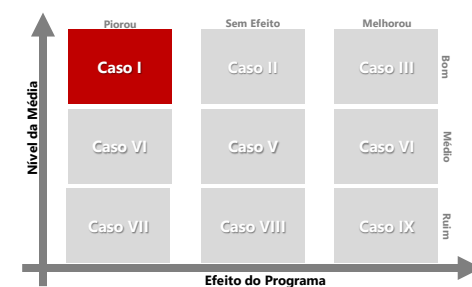 Piorou Sem Efeito Melhorou
Nível da Média
Caso I Caso II Caso III
Bom
Caso VI Caso V Caso VI
Médio
Caso VII Caso VIII Caso IX
Ruim
Efeito do Programa